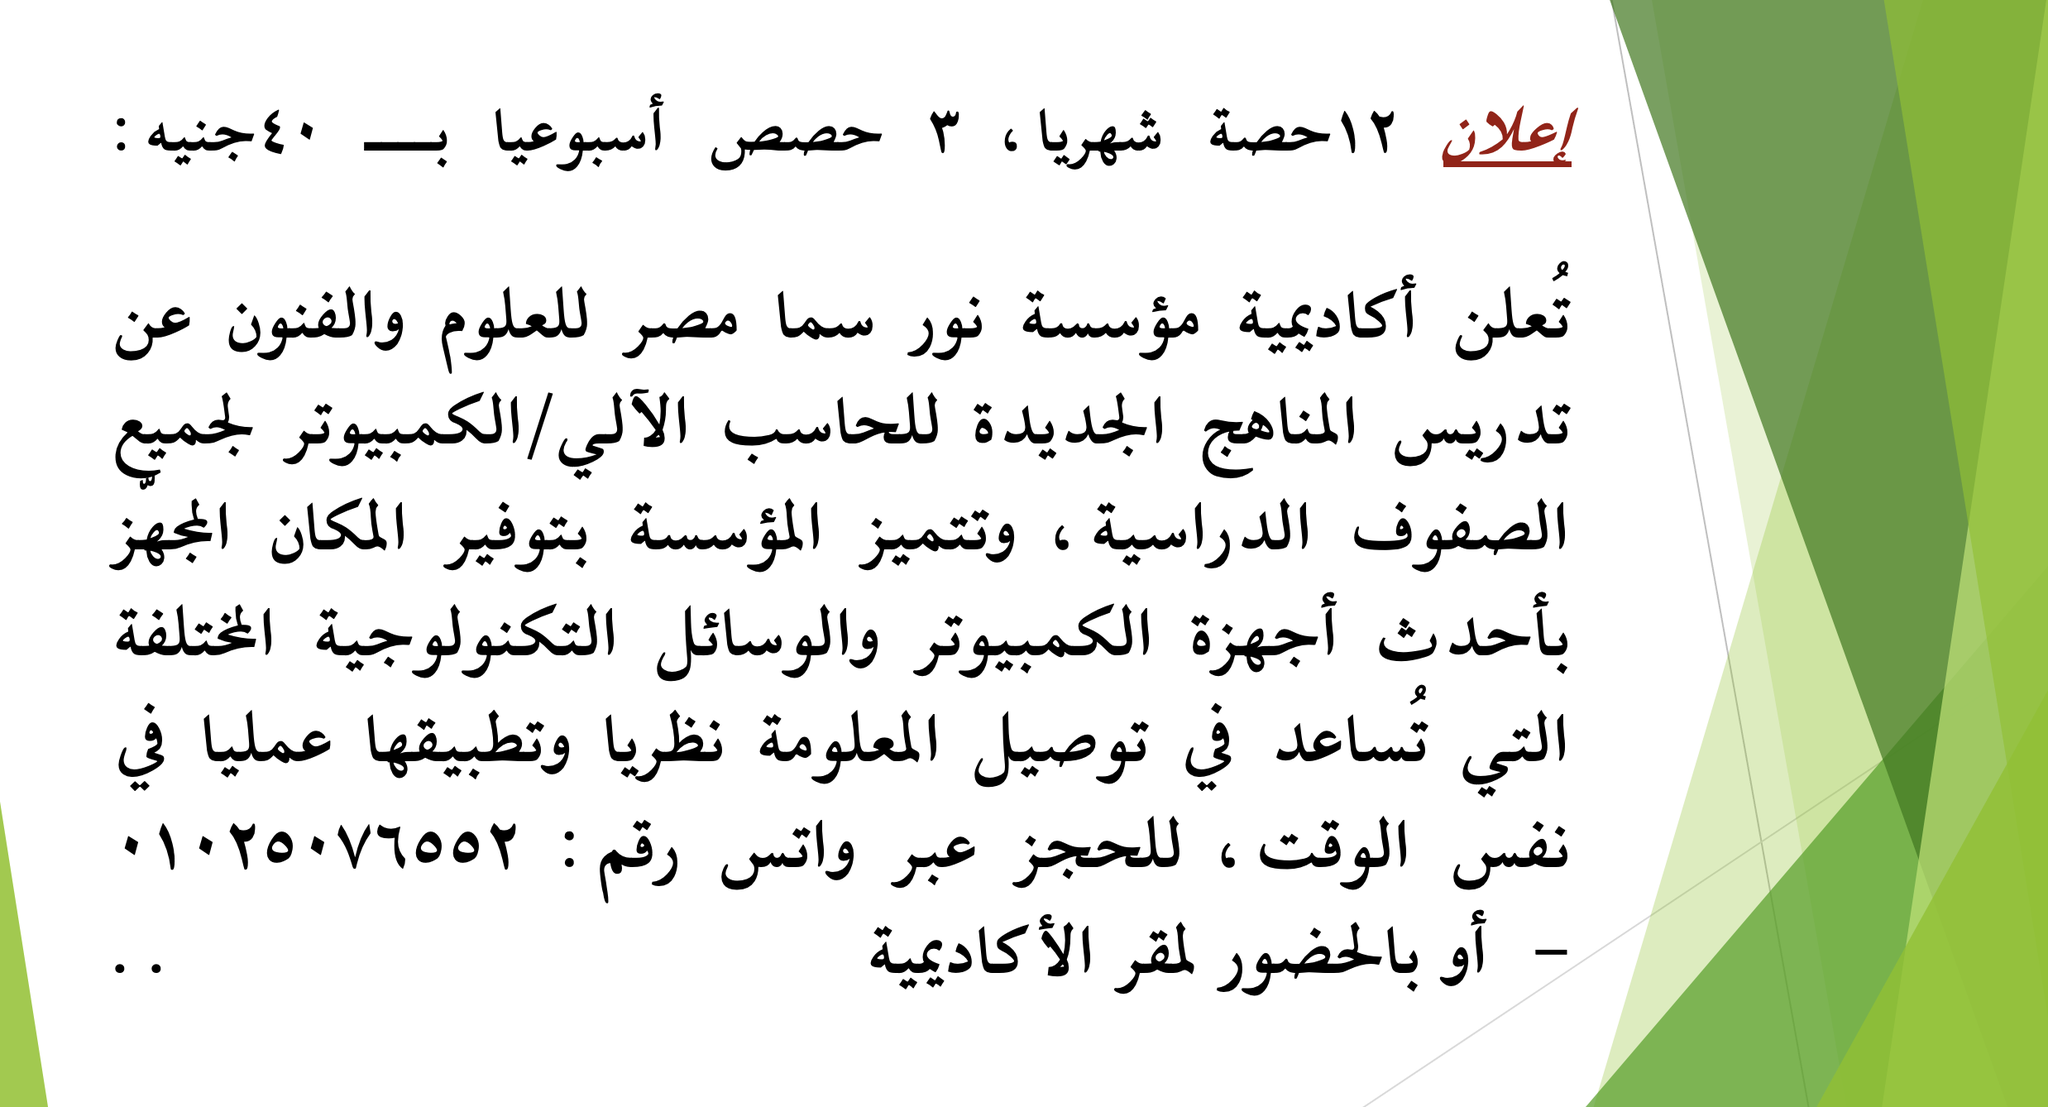 إعلان ١٢حصة شهريا، ٣ حصص أسبوعيا بـــ ٤٠جنيه:
تُعلن أكاديمية مؤسسة نور سما مصر للعلوم والفنون عن
تدريس المناهج الجديدة للحاسب الآلي/الكمبيوتر لجميع
الصفوف الدراسية، وتتميز المؤسسة بتوفير المكان المجهّز
بأحدث أجهزة الكمبيوتر والوسائل التكنولوجية المختلفة
التي تُساعد في توصيل المعلومة نظريا وتطبيقها عمليا في
نفس الوقت، للحجز عبر واتس رقم: ٠١٠٢٥٠٧٦٥٥٢
- أو بالحضور لمقر الأكاديمية ..